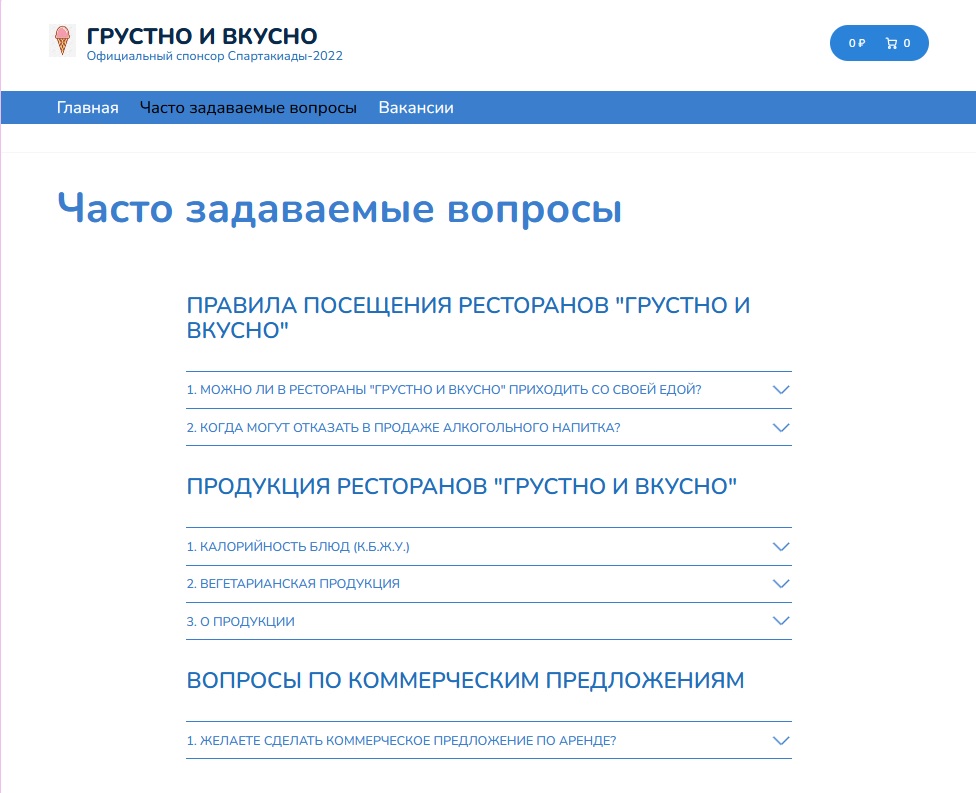 ГРУСТНО И ВКУСНО
Официальный спонсор Спартакиады-2022
0 ₽ 0
Главная Часто задаваемые вопросы Вакансии
Часто задаваемые вопросы
ПРАВИЛА ПОСЕЩЕНИЯ РЕСТОРАНОВ "ГРУСТНО И
ВКУСНО"
1. МОЖНО ЛИ В РЕСТОРАНЫ "ГРУСТНО И ВКУСНО" ПРИХОДИТЬ СО СВОЕЙ ЕДОЙ?
2. КОГДА МОГУТ ОТКАЗАТЬ В ПРОДАЖЕ АЛКОГОЛЬНОГО НАПИТКА?
ПРОДУКЦИЯ РЕСТОРАНОВ "ГРУСТНО И ВКУСНО"
1. КАЛОРИЙНОСТЬ БЛЮД (К.Б.Ж.У.)
2. ВЕГЕТАРИАНСКАЯ ПРОДУКЦИЯ
3. О ПРОДУКЦИИ
ВОПРОСЫ ПО КОММЕРЧЕСКИМ ПРЕДЛОЖЕНИЯМ
1. ЖЕЛАЕТЕ СДЕЛАТЬ КОММЕРЧЕСКОЕ ПРЕДЛОЖЕНИЕ ПО АРЕНДЕ?